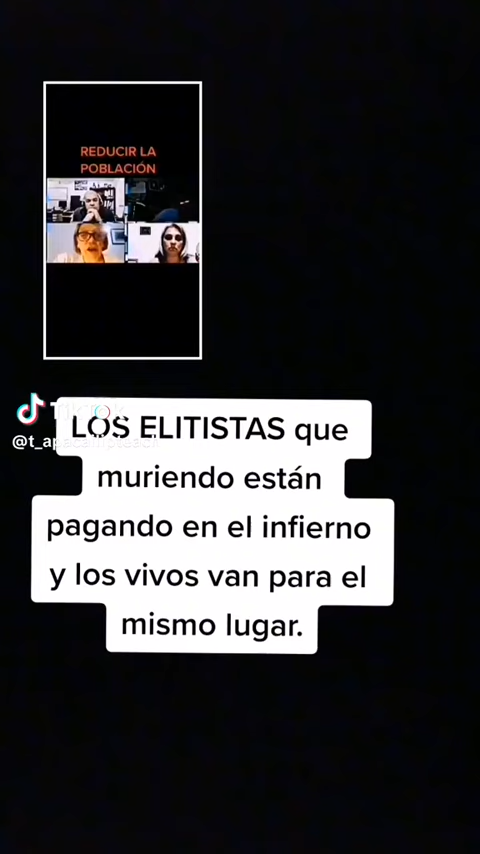 REDUCIR LA
POBLACIÓN
TikTok
LOS ELITISTAS que
muriendo están
pagando en el infierno
y los vivos van para el
mismo lugar.